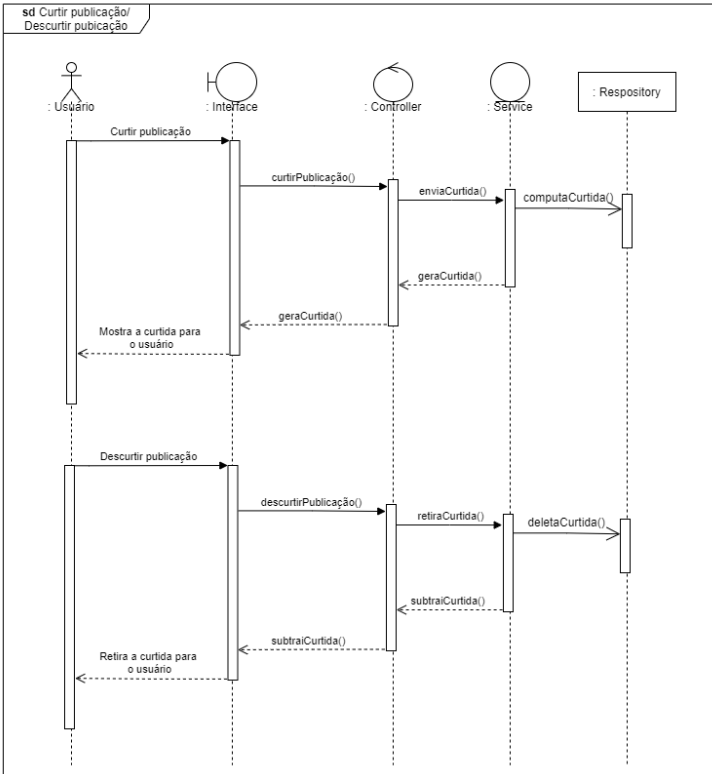 sd Curtir publicação/
Descurtir pubicação
: Usuário
: Interface
: Controller
: Service
: Respository
Curtir publicação
curtirPublicação()
enviaCurtida()
computaCurtida()
geraCurtida()
geraCurtida()
Mostra a curtida para
o usuário
Descurtir publicação
descurtirPublicação()
retiraCurtida()
deletaCurtida()
subtraiCurtida()
subtraiCurtida()
Retira a curtida para
o usuário